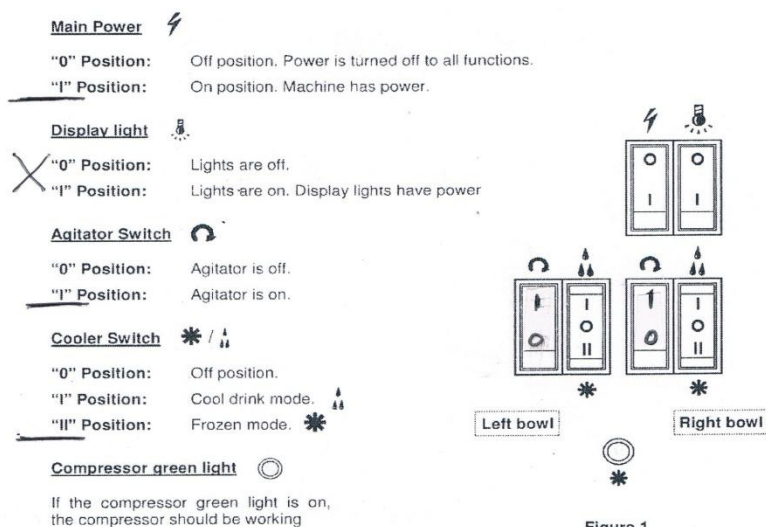 Main Power
"0" Position: Off position. Power is turned off to all functions.
"I" Position: On position. Machine has power.
Display light
"0" Position: Lights are off.
"I" Position: Lights are on. Display lights have power
Agitator Switch
"0" Position: Agitator is off.
"I" Position: Agitator is on.
Cooler Switch /
"0" Position: Off position.
"I" Position: Cool drink mode.
"II" Position: Frozen mode.
Compressor green light
If the compressor green light is on,
the compressor should be working
O O
I I
I I 1 I
O O O O
II II
Left bowl Right bowl
Figure 1